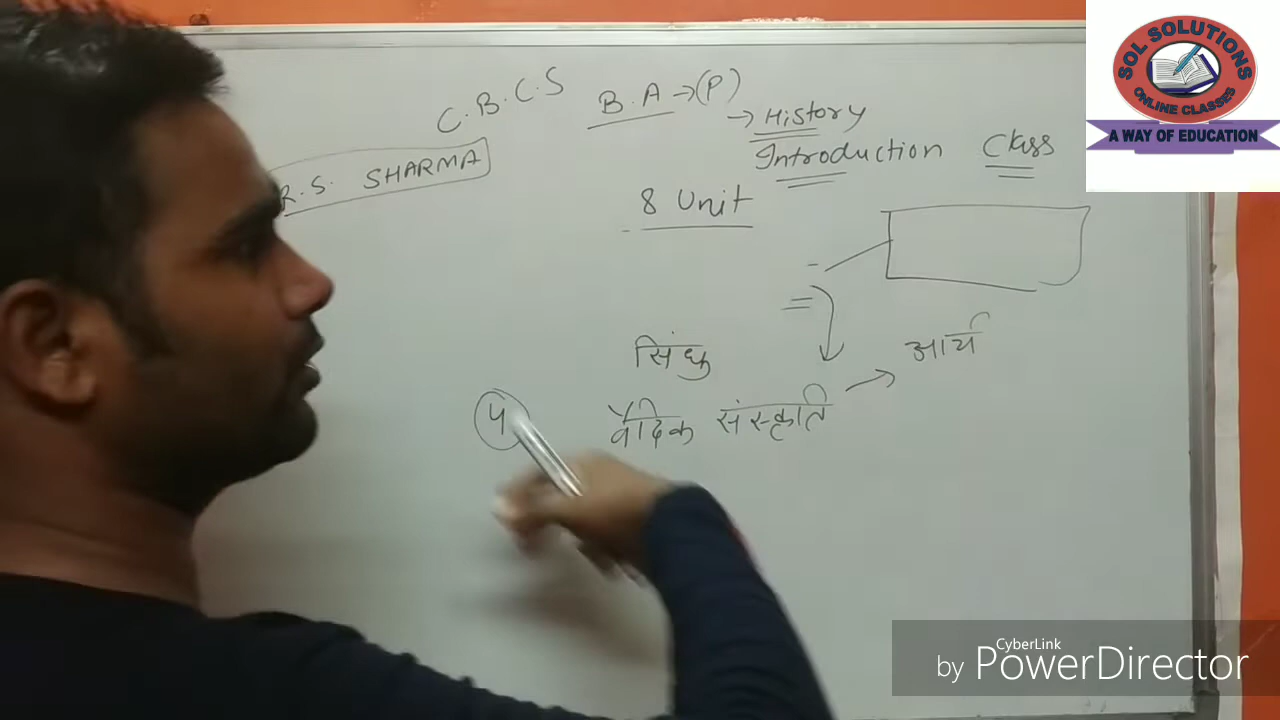 C.B.C.S B.A → (P)
→ History
Introduction Class
R.S. SHARMA
8 Unit
सिंधु
आर्य
4
वैदिक संस्कृति
SOL SOLUTIONS
ONLINE CLASSES
A WAY OF EDUCATION
CyberLink
by PowerDirector